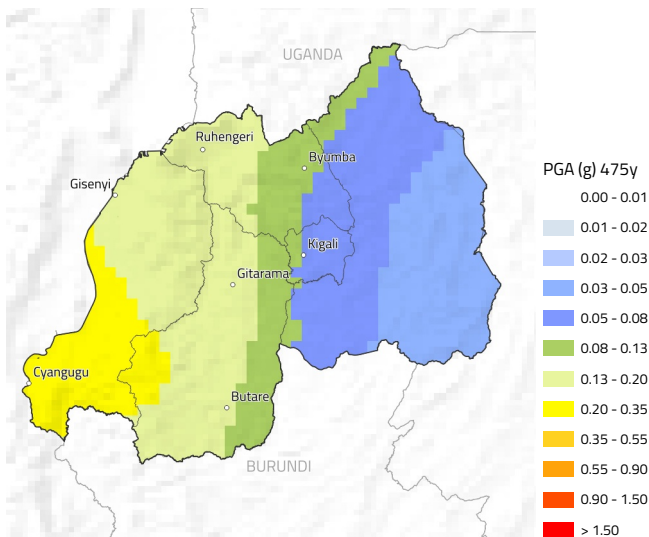 UGANDA
Ruhengeri
Byumba
Gisenyi
Kigali
Gitarama
Cyangugu
Butare
BURUNDI
PGA (g) 475y
0.00 - 0.01
0.01 - 0.02
0.02 - 0.03
0.03 - 0.05
0.05 - 0.08
0.08 - 0.13
0.13 - 0.20
0.20 - 0.35
0.35 - 0.55
0.55 - 0.90
0.90 - 1.50
> 1.50